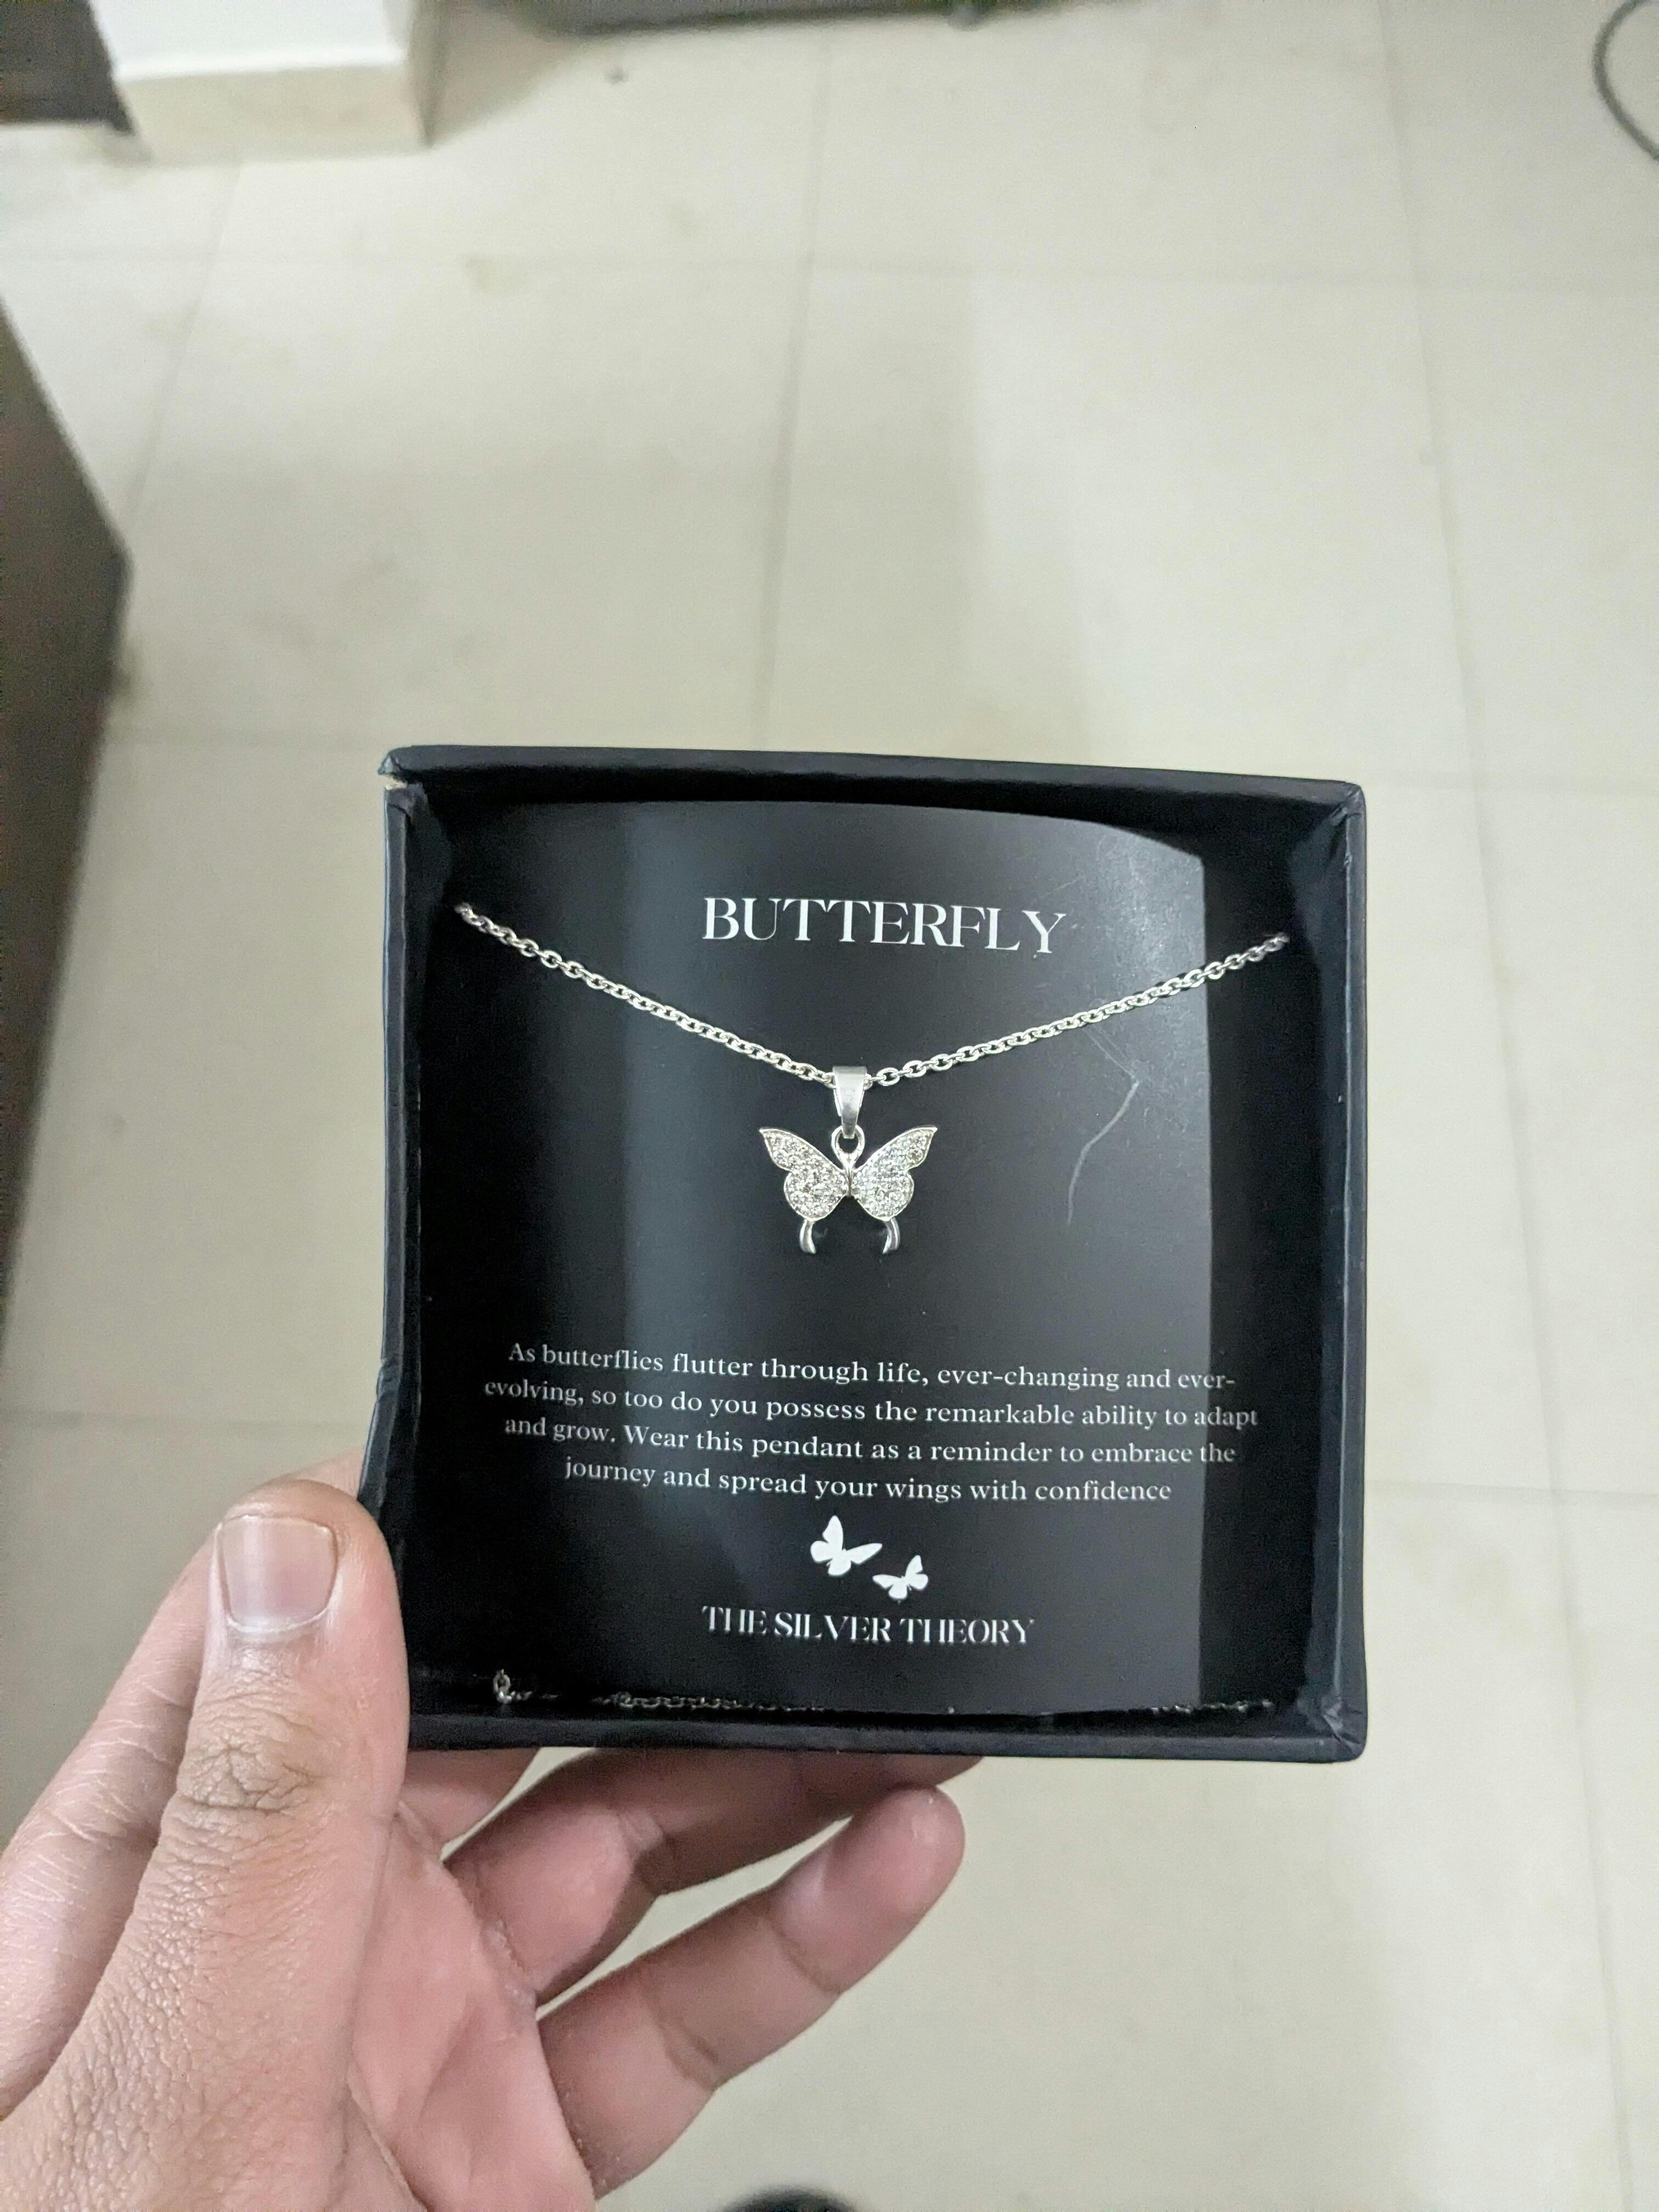 BUTTERFLY
As butterflies flutter through life, ever-changing and ever-
evolving, so too do you possess the remarkable ability to adapt
and grow. Wear this pendant as a reminder to embrace the
journey and spread your wings with confidence
THE SILVER THEORY